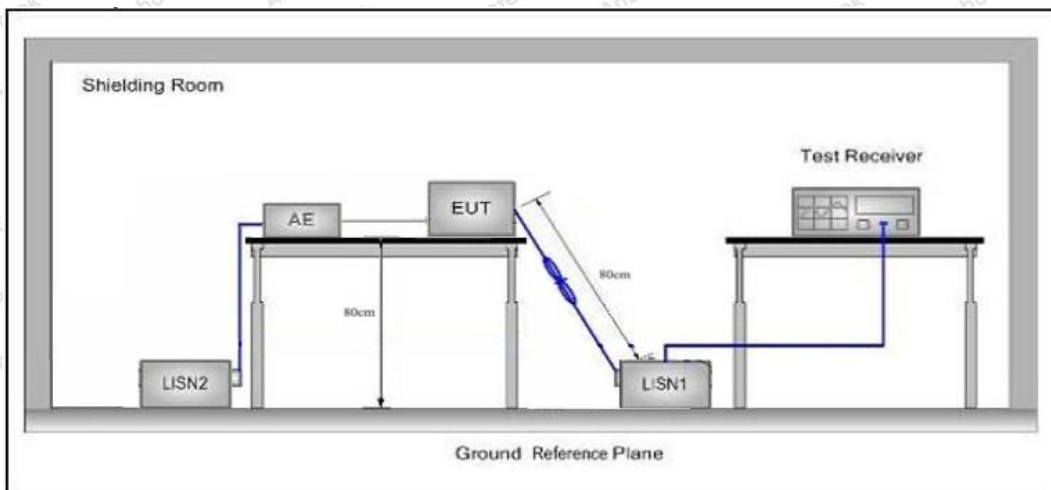 Shielding Room
Test Receiver
EUT
AE
80cm
80cm
LISN2
LISN1
Ground Reference Plane